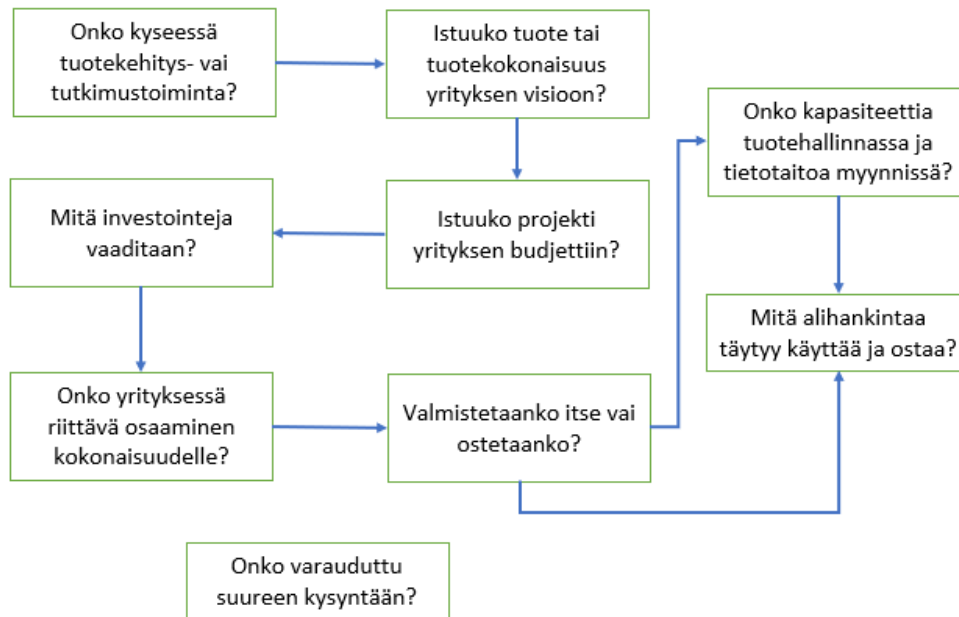 Onko kyseessä
tuotekehitys- vai
tutkimustoiminta?
Istuuko tuote tai
tuotekokonaisuus
yrityksen visioon?
Istuuko projekti
yrityksen budjettiin?
Mitä investointeja
vaaditaan?
Onko yrityksessä
riittävä osaaminen
kokonaisuudelle?
Valmistetaanko itse vai
ostetaanko?
Onko kapasiteettia
tuotehallinnassa ja
tietotaitoa myynnissä?
Mitä alihankintaa
täytyy käyttää ja ostaa?
Onko varauduttu
suureen kysyntään?